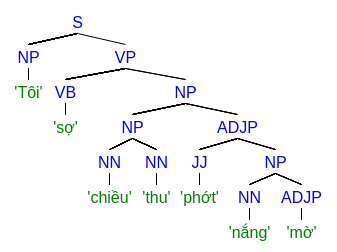 S
NP VP
'Tôi' VB NP
'sợ' NP ADJP
NN NN JJ NP
'chiều' 'thu' 'phớt' NN ADJP
'nắng' 'mờ'